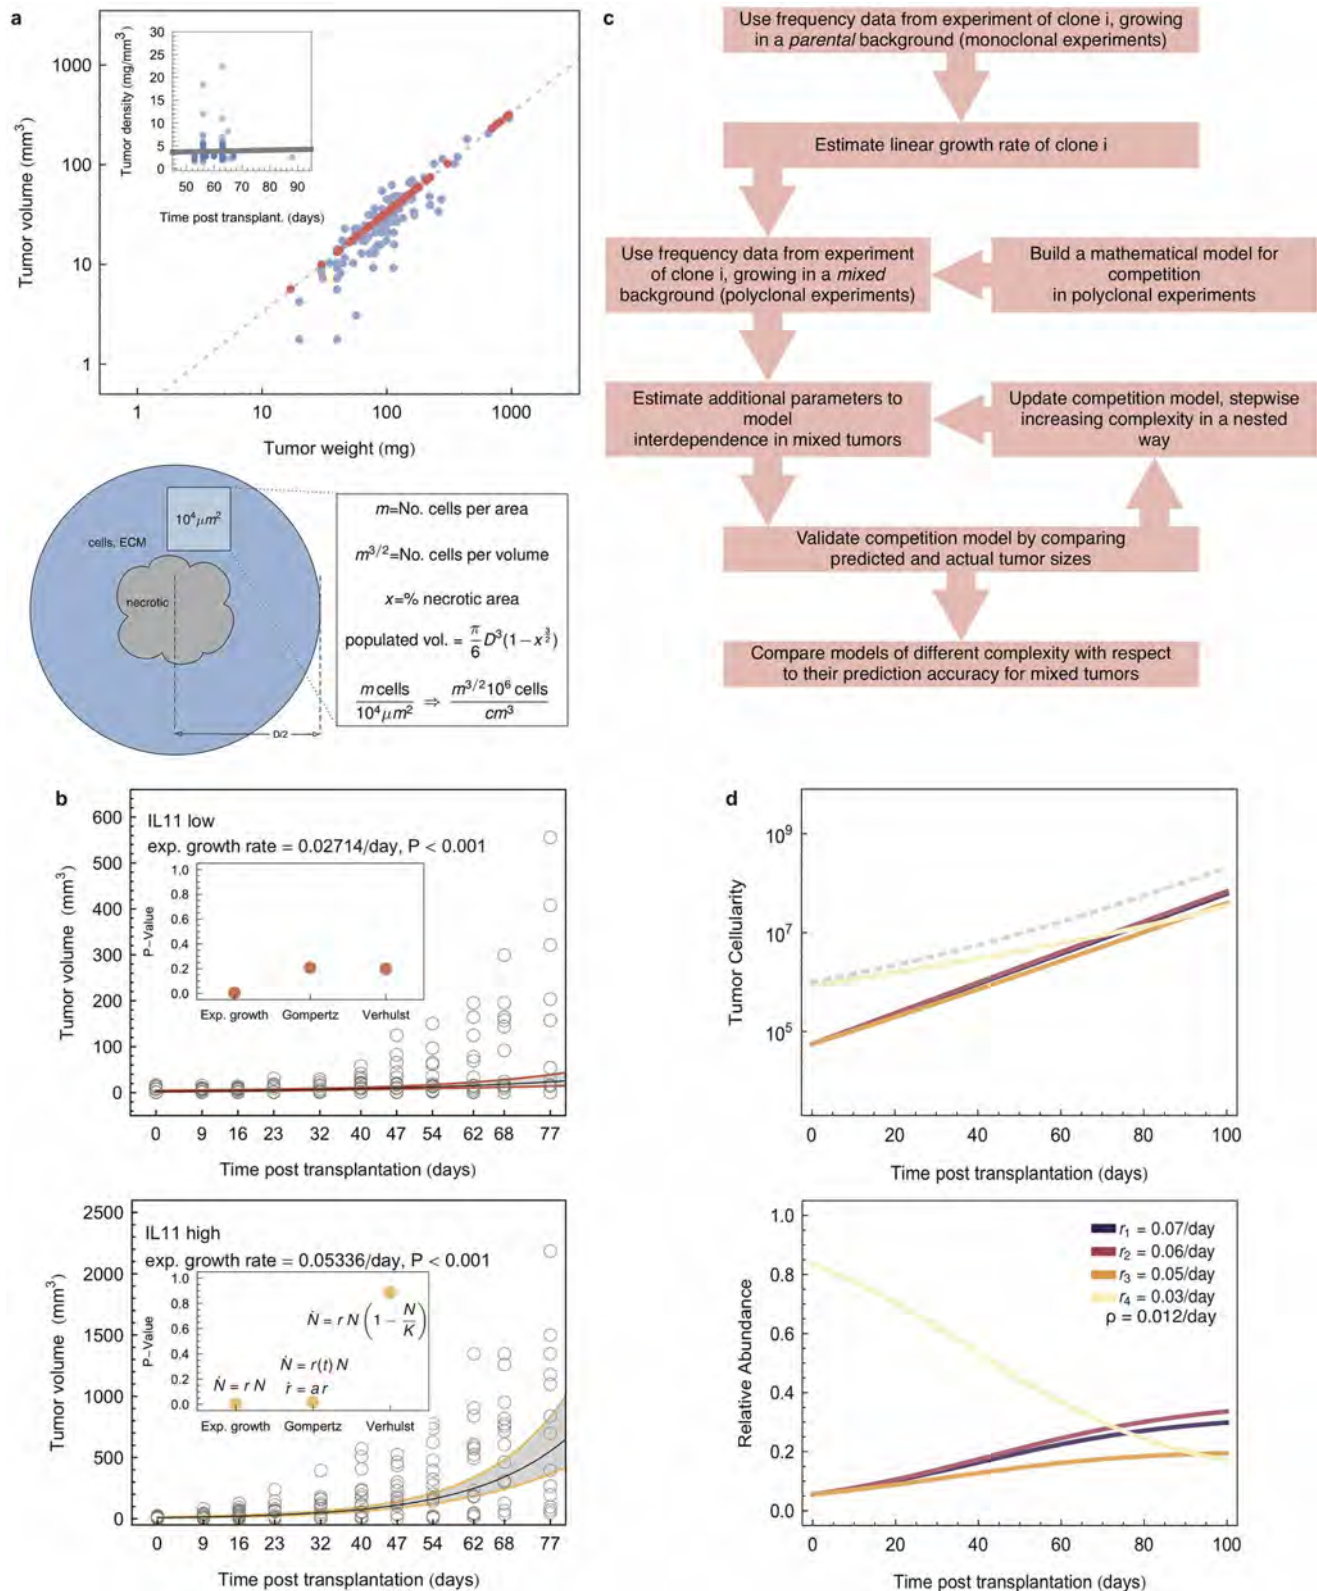 a
Tumor volume (mm³)
1000
100
10
1
1
10
100
1000
Tumor weight (mg)
Tumor density (mg/mm³)
30
25
20
15
10
5
0
50
60
70
80
90
Time post transplant. (days)
cells, ECM
10⁴ μm²
necrotic
D/2
m=No. cells per area
m^{3/2}=No. cells per volume
x=% necrotic area
populated vol. = π/6 D³(1−x^{3/2})
m cells/10⁴ μm² ⇒ m^{3/2}10⁶ cells/cm³
c
Use frequency data from experiment of clone i, growing
in a parental background (monoclonal experiments)
Estimate linear growth rate of clone i
Use frequency data from experiment
of clone i, growing in a mixed
background (polyclonal experiments)
Build a mathematical model for
competition
in polyclonal experiments
Estimate additional parameters to
model
interdependence in mixed tumors
Update competition model, stepwise
increasing complexity in a nested
way
Validate competition model by comparing
predicted and actual tumor sizes
Compare models of different complexity with respect
to their prediction accuracy for mixed tumors
b
Tumor volume (mm³)
600
500
400
300
200
100
0
IL11 low
exp. growth rate = 0.02714/day, P < 0.001
P−Value
1.0
0.8
0.6
0.4
0.2
0.0
Exp. growth Gompertz Verhulst
0 9 16 23 32 40 47 54 62 68 77
Time post transplantation (days)
Tumor volume (mm³)
2500
2000
1500
1000
500
0
IL11 high
exp. growth rate = 0.05336/day, P < 0.001
P−Value
1.0
0.8
0.6
0.4
0.2
0.0
Ṅ = r N
Ṅ = r(t) N
ṙ = a r
Ṅ = r N (1 − N/K)
Exp. growth Gompertz Verhulst
0 9 16 23 32 40 47 54 62 68 77
Time post transplantation (days)
d
Tumor Cellularity
10⁹
10⁷
10⁵
0 20 40 60 80 100
Time post transplantation (days)
Relative Abundance
1.0
0.8
0.6
0.4
0.2
0.0
r₁ = 0.07/day
r₂ = 0.06/day
r₃ = 0.05/day
r₄ = 0.03/day
ρ = 0.012/day
0 20 40 60 80 100
Time post transplantation (days)